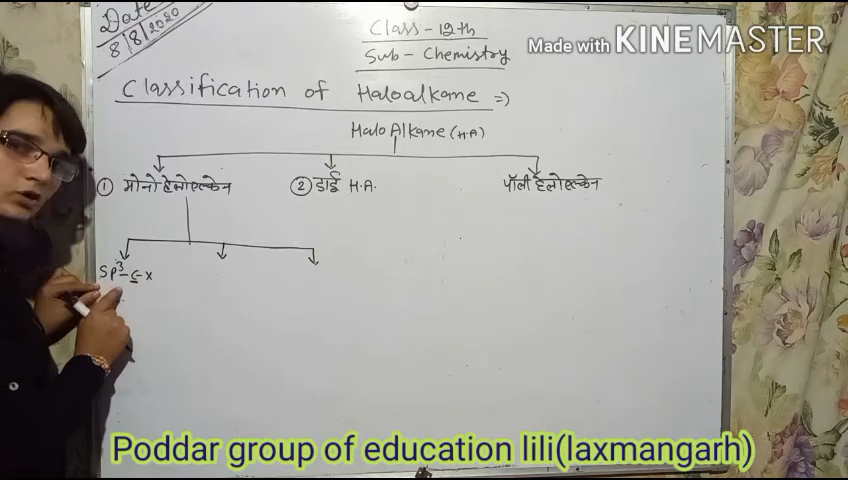 Date
8/8/2020
Class - 12th
Sub - Chemistry
Made with KINEMASTER
Classification of Haloalkane =>
Halo Alkane (H.A)
① मोनो हेलोएल्केन ② डाई H.A. पॉली हेलोएल्केन
SP³-C-X
Poddar group of education lili(laxmangarh)